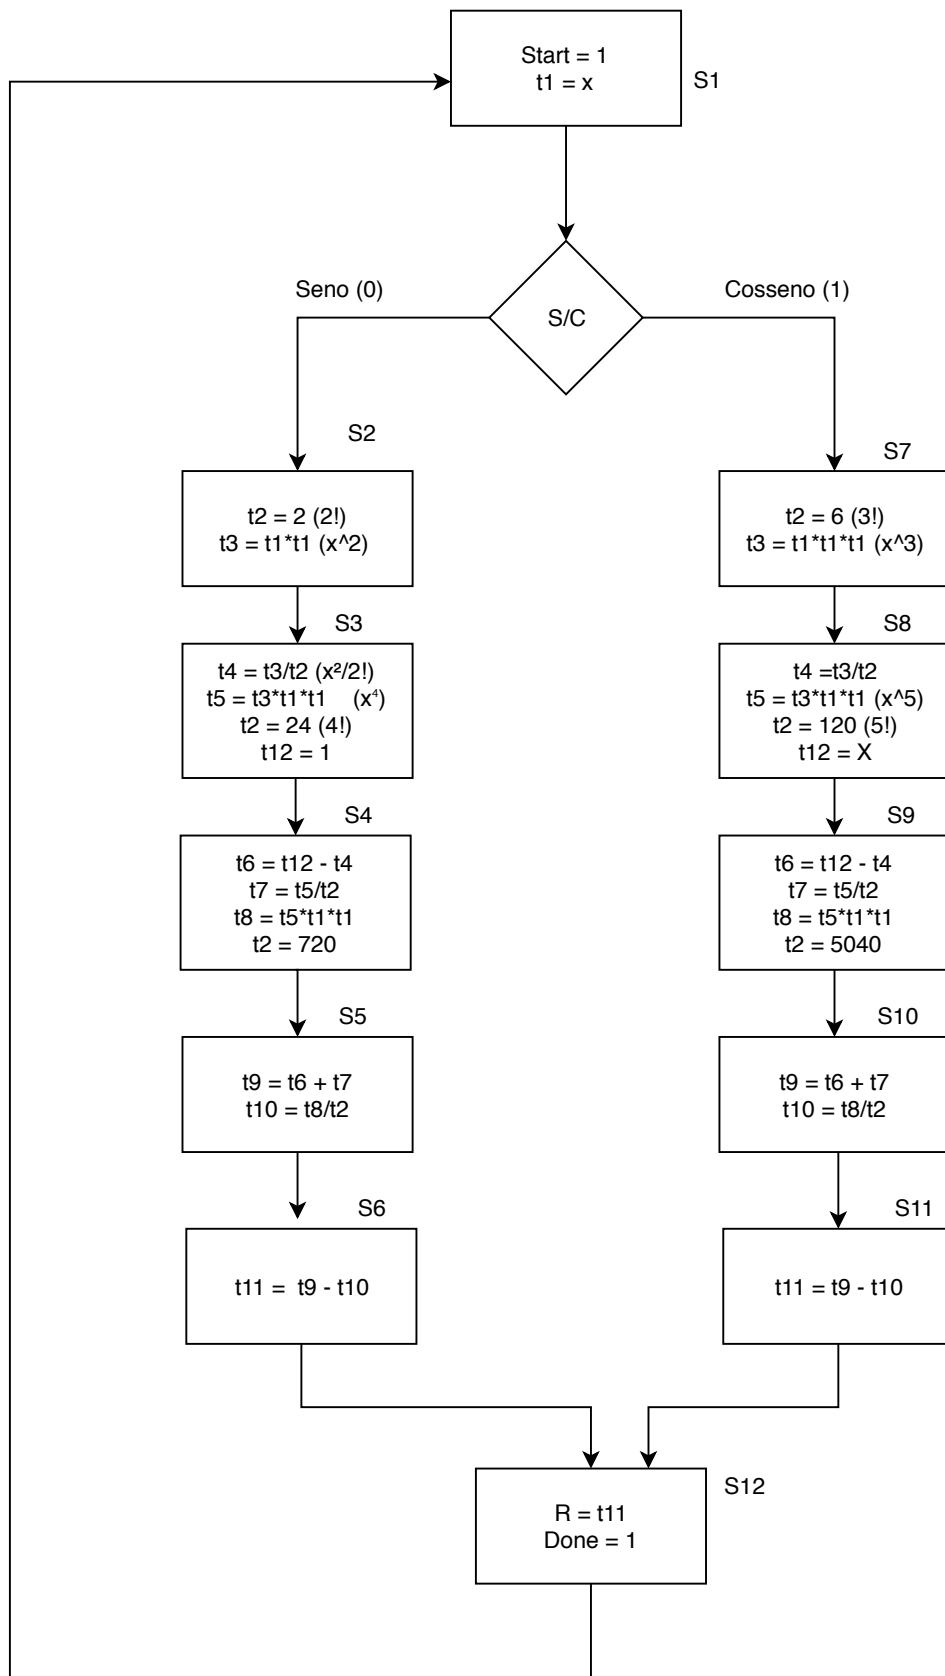 Start = 1
t1 = x
S1
Seno (0)
S/C
Cosseno (1)
S2
t2 = 2 (2!)
t3 = t1*t1 (x^2)
S3
t4 = t3/t2 (x²/2!)
t5 = t3*t1*t1 (x⁴)
t2 = 24 (4!)
t12 = 1
S4
t6 = t12 - t4
t7 = t5/t2
t8 = t5*t1*t1
t2 = 720
S5
t9 = t6 + t7
t10 = t8/t2
S6
t11 = t9 - t10
S7
t2 = 6 (3!)
t3 = t1*t1*t1 (x^3)
S8
t4 =t3/t2
t5 = t3*t1*t1 (x^5)
t2 = 120 (5!)
t12 = X
S9
t6 = t12 - t4
t7 = t5/t2
t8 = t5*t1*t1
t2 = 5040
S10
t9 = t6 + t7
t10 = t8/t2
S11
t11 = t9 - t10
S12
R = t11
Done = 1